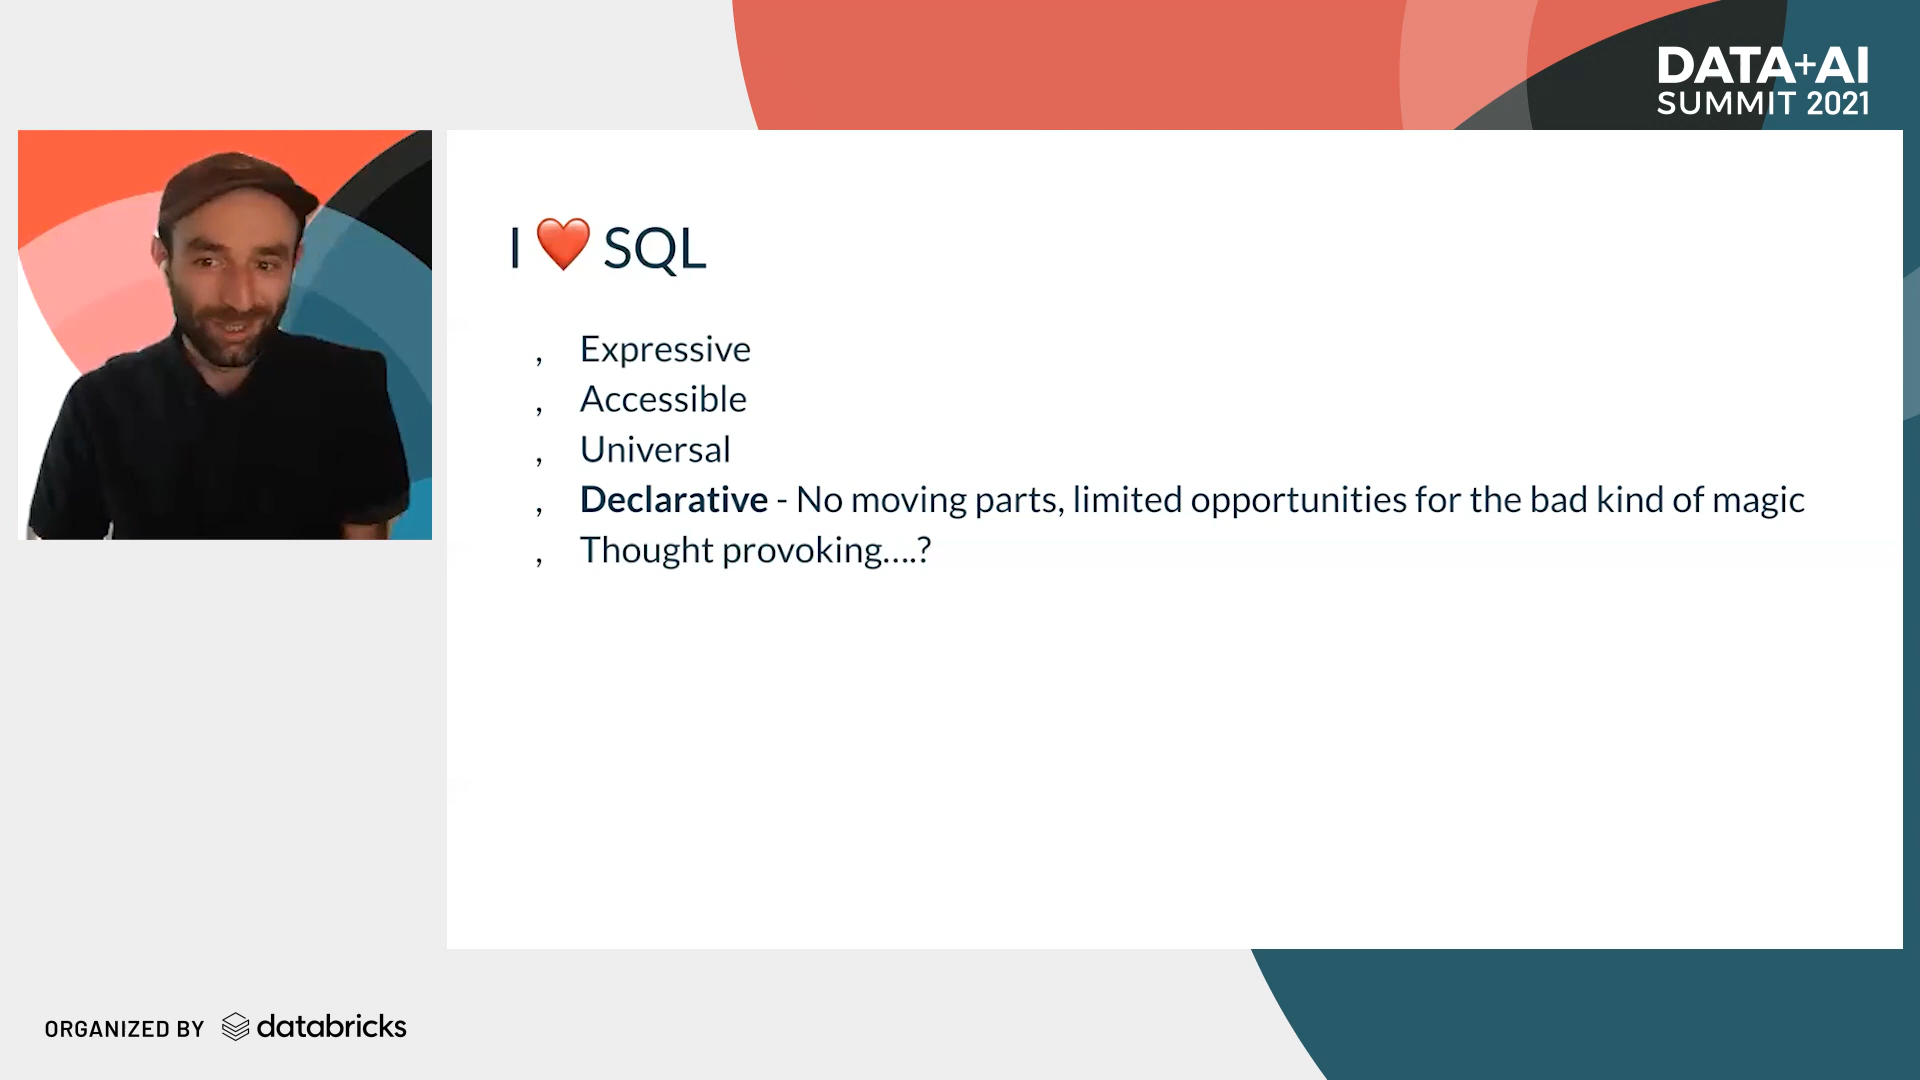 DATA+AI
SUMMIT 2021
I ❤️ SQL
, Expressive
, Accessible
, Universal
, Declarative - No moving parts, limited opportunities for the bad kind of magic
, Thought provoking....?
ORGANIZED BY databricks